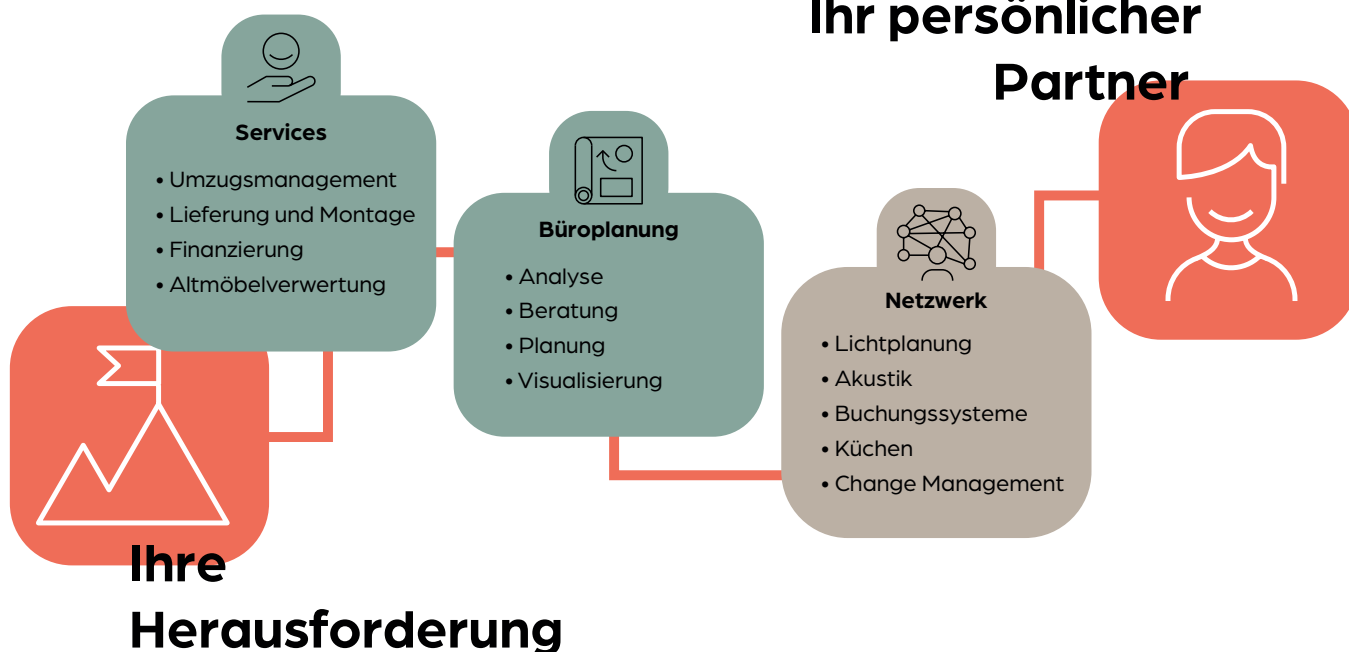 Ihr persönlicher
Partner
Services
• Umzugsmanagement
• Lieferung und Montage
• Finanzierung
• Altmöbelverwertung
Büroplanung
• Analyse
• Beratung
• Planung
• Visualisierung
Netzwerk
• Lichtplanung
• Akustik
• Buchungssysteme
• Küchen
• Change Management
Ihre
Herausforderung